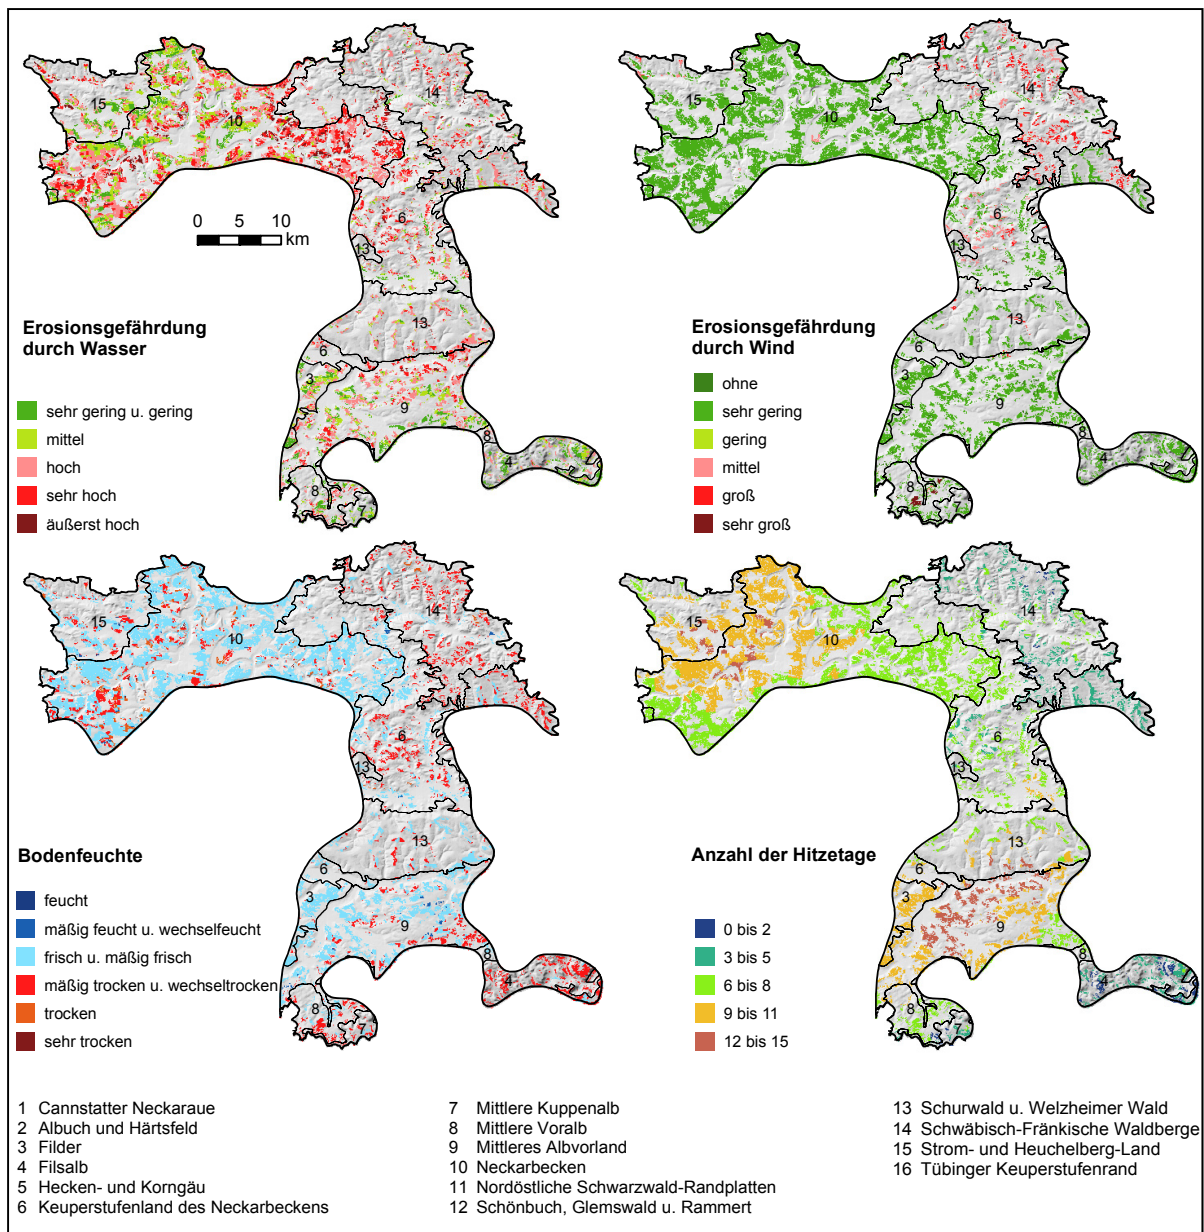 15
10
14
6
13
13
6
3
9
8
4
8
7
0 5 10
km
Erosionsgefährdung
durch Wasser
sehr gering u. gering
mittel
hoch
sehr hoch
äußerst hoch
15
10
14
6
13
13
6
3
9
8
4
8
7
Erosionsgefährdung
durch Wind
ohne
sehr gering
gering
mittel
groß
sehr groß
15
10
14
6
13
13
6
3
9
8
4
8
7
Bodenfeuchte
feucht
mäßig feucht u. wechselfeucht
frisch u. mäßig frisch
mäßig trocken u. wechseltrocken
trocken
sehr trocken
15
10
14
6
13
13
6
3
9
8
4
8
7
Anzahl der Hitzetage
0 bis 2
3 bis 5
6 bis 8
9 bis 11
12 bis 15
1 Cannstatter Neckaraue
2 Albuch und Härtsfeld
3 Filder
4 Filsalb
5 Hecken- und Korngäu
6 Keuperstufenland des Neckarbeckens
7 Mittlere Kuppenalb
8 Mittlere Voralb
9 Mittleres Albvorland
10 Neckarbecken
11 Nordöstliche Schwarzwald-Randplatten
12 Schönbuch, Glemswald u. Rammert
13 Schurwald u. Welzheimer Wald
14 Schwäbisch-Fränkische Waldberge
15 Strom- und Heuchelberg-Land
16 Tübinger Keuperstufenrand